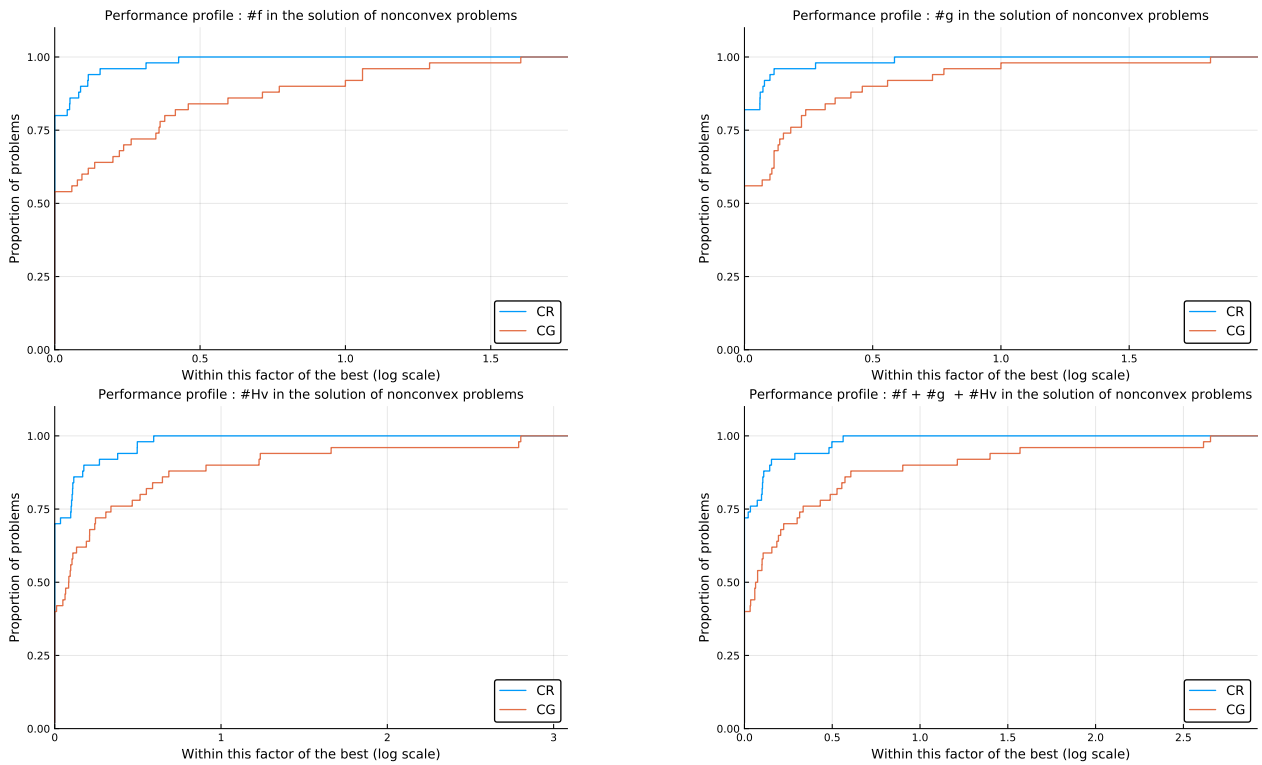 Performance profile : #f in the solution of nonconvex problems
Proportion of problems
1.00
0.75
0.50
0.25
0.00
0.0
0.5
1.0
1.5
CR
CG
Within this factor of the best (log scale)
Performance profile : #g in the solution of nonconvex problems
Proportion of problems
1.00
0.75
0.50
0.25
0.00
0.0
0.5
1.0
1.5
CR
CG
Within this factor of the best (log scale)
Performance profile : #Hv in the solution of nonconvex problems
Proportion of problems
1.00
0.75
0.50
0.25
0.00
0
1
2
3
CR
CG
Within this factor of the best (log scale)
Performance profile : #f + #g  + #Hv in the solution of nonconvex problems
Proportion of problems
1.00
0.75
0.50
0.25
0.00
0.0
0.5
1.0
1.5
2.0
2.5
CR
CG
Within this factor of the best (log scale)